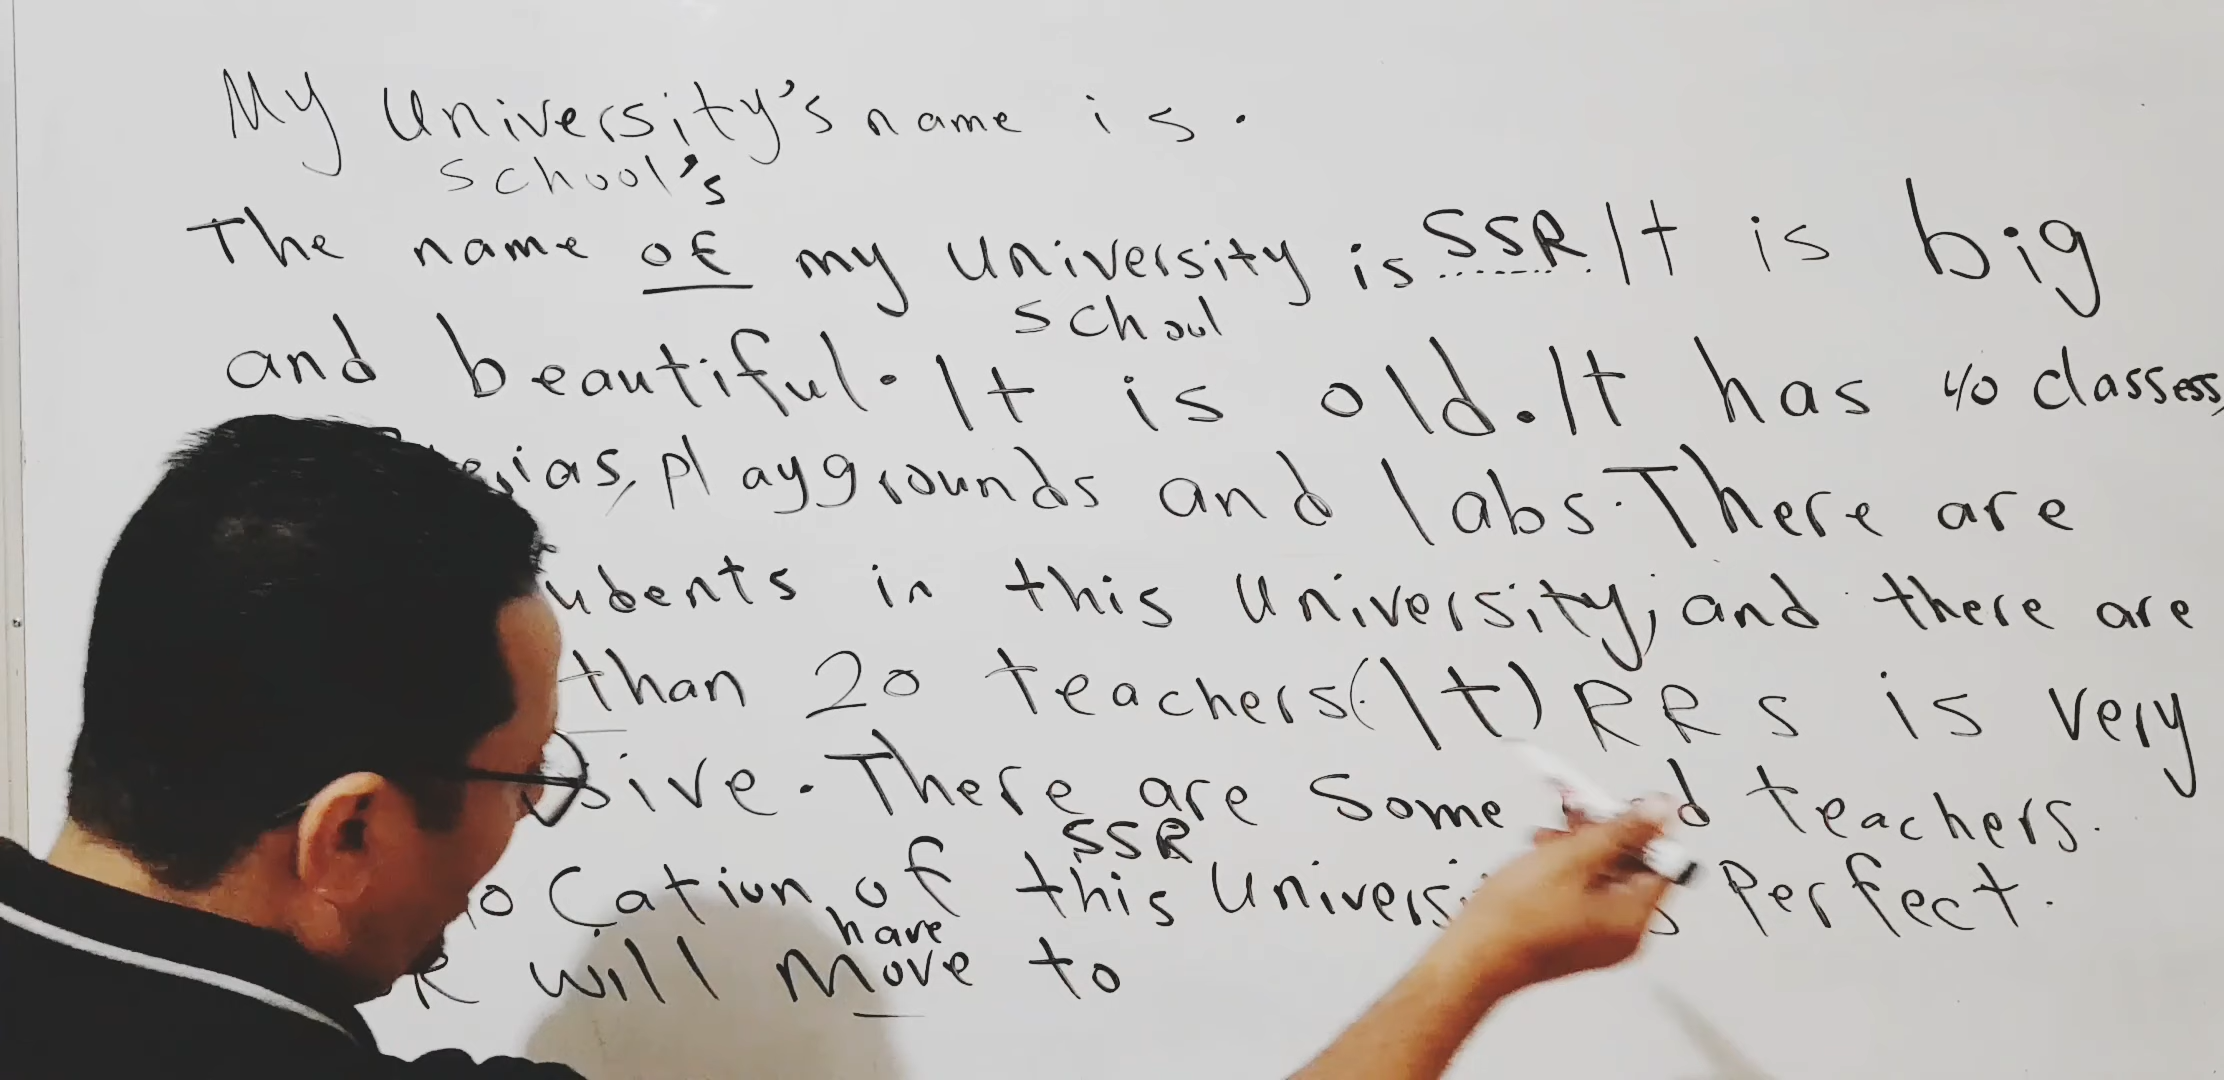 My University's name is.
school's
The name of my University is SSR. It is big
school
and beautiful. It is old. It has 40 classess,
playgrounds and labs. There are
in this University, and there are
than 20 teachers (It) RRS is very
There are some teachers.
SSR
of this perfect.
have
will move to